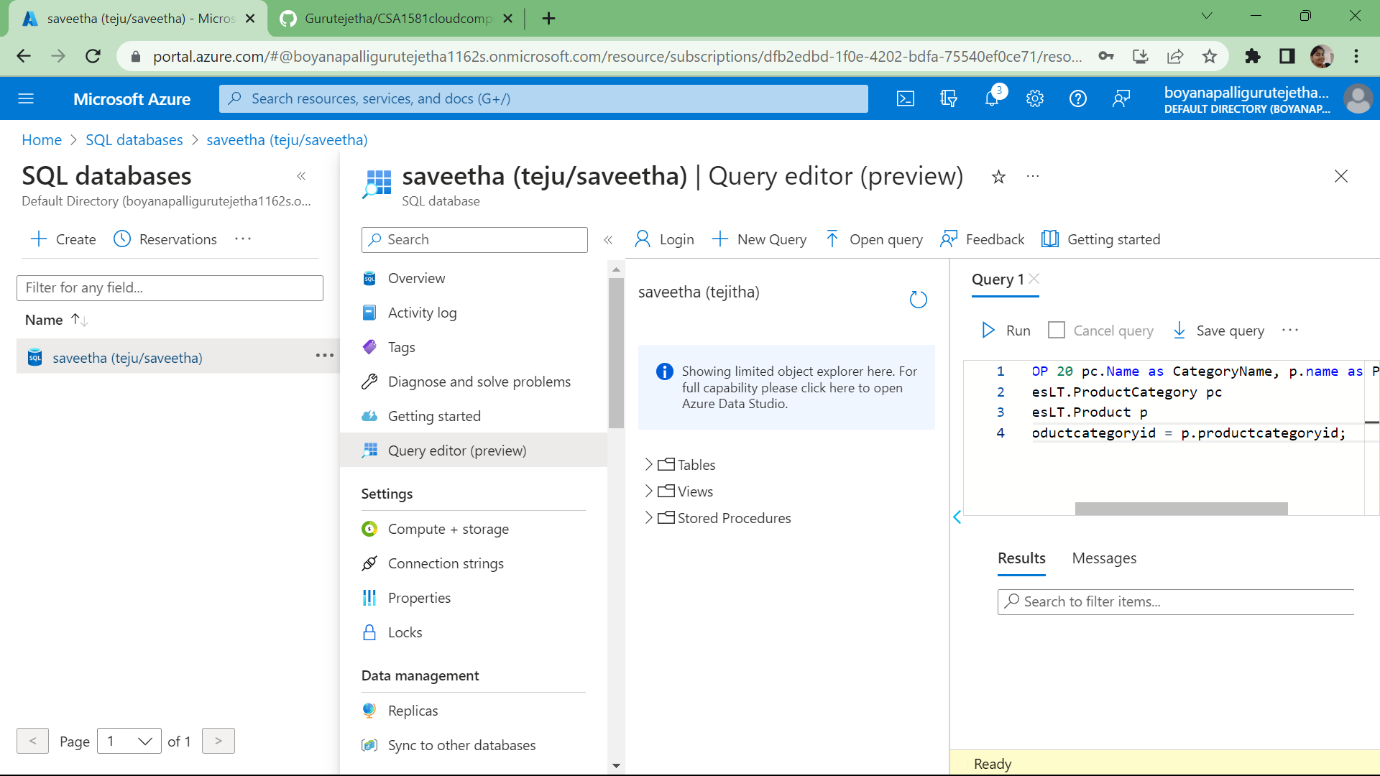 saveetha (teju/saveetha) - Micros
Gurutejetha/CSA1581cloudcomp
portal.azure.com/#@boyanapalligurutejetha1162s.onmicrosoft.com/resource/subscriptions/dfb2edbd-1f0e-4202-bdfa-75540ef0ce71/reso...
Microsoft Azure
Search resources, services, and docs (G+/)
3
boyanapalligurutejetha...
DEFAULT DIRECTORY (BOYANAP...
Home > SQL databases > saveetha (teju/saveetha)
SQL databases
Default Directory (boyanapalligurutejetha1162s.o...
Create
Reservations
Filter for any field...
Name
saveetha (teju/saveetha)
Page 1 of 1
saveetha (teju/saveetha) | Query editor (preview)
SQL database
Search
Overview
Activity log
Tags
Diagnose and solve problems
Getting started
Query editor (preview)
Settings
Compute + storage
Connection strings
Properties
Locks
Data management
Replicas
Sync to other databases
Login
New Query
Open query
Feedback
Getting started
saveetha (tejitha)
Showing limited object explorer here. For
full capability please click here to open
Azure Data Studio.
Tables
Views
Stored Procedures
Query 1
Run
Cancel query
Save query
1 OP 20 pc.Name as CategoryName, p.name as P
2 esLT.ProductCategory pc
3 esLT.Product p
4 oductcategoryid = p.productcategoryid;
Results
Messages
Search to filter items...
Ready